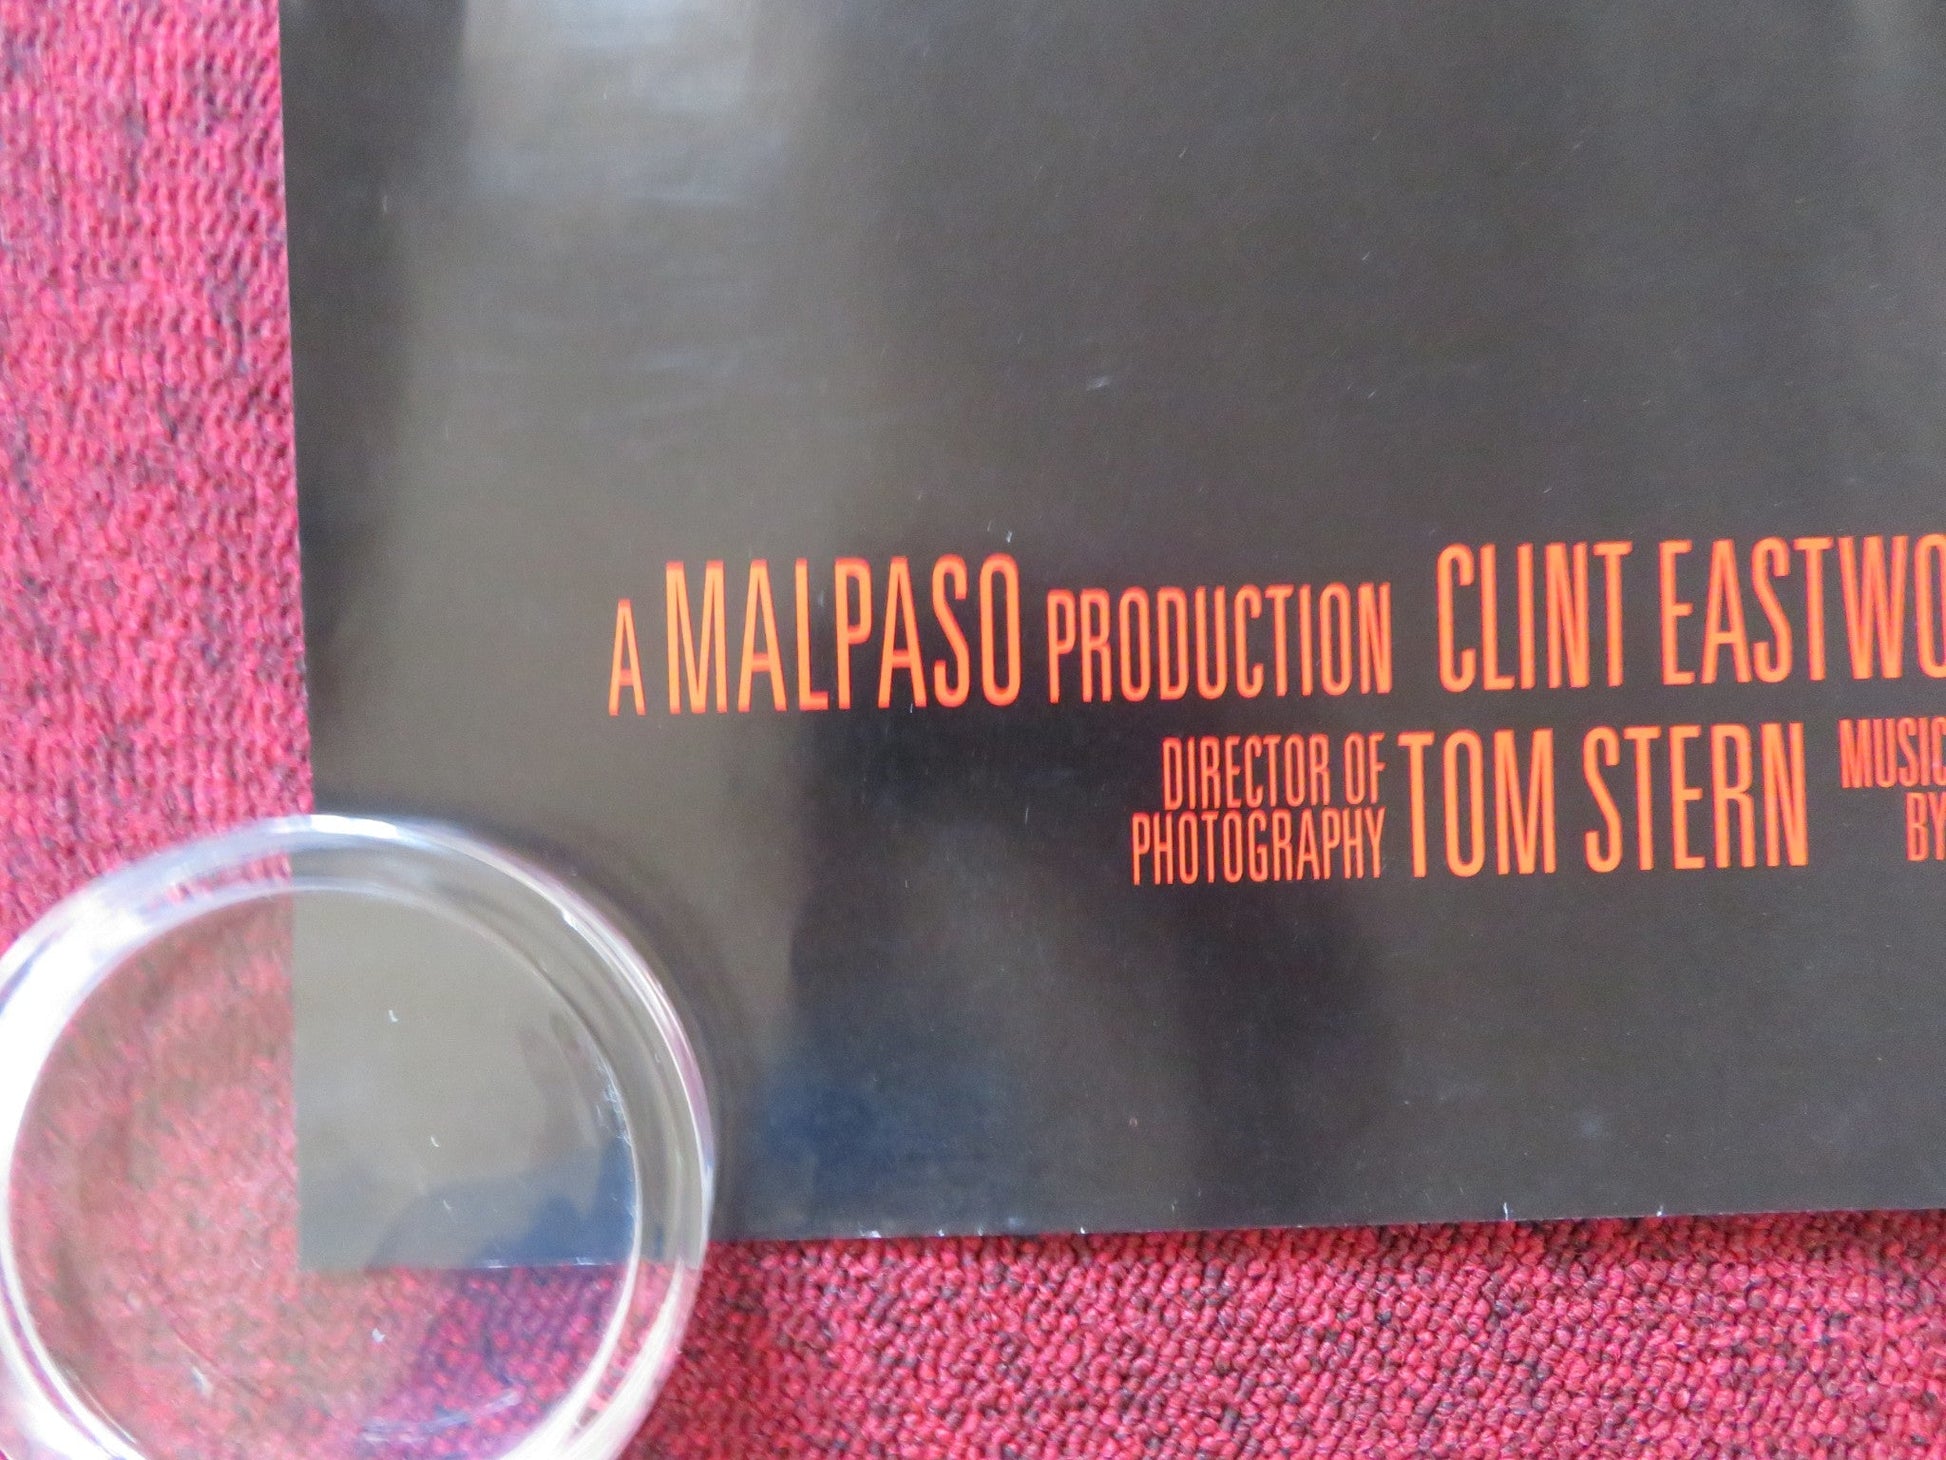 A MALPASO PRODUCTION CLINT EASTWO
DIRECTOR OF PHOTOGRAPHY TOM STERN MUSIC BY